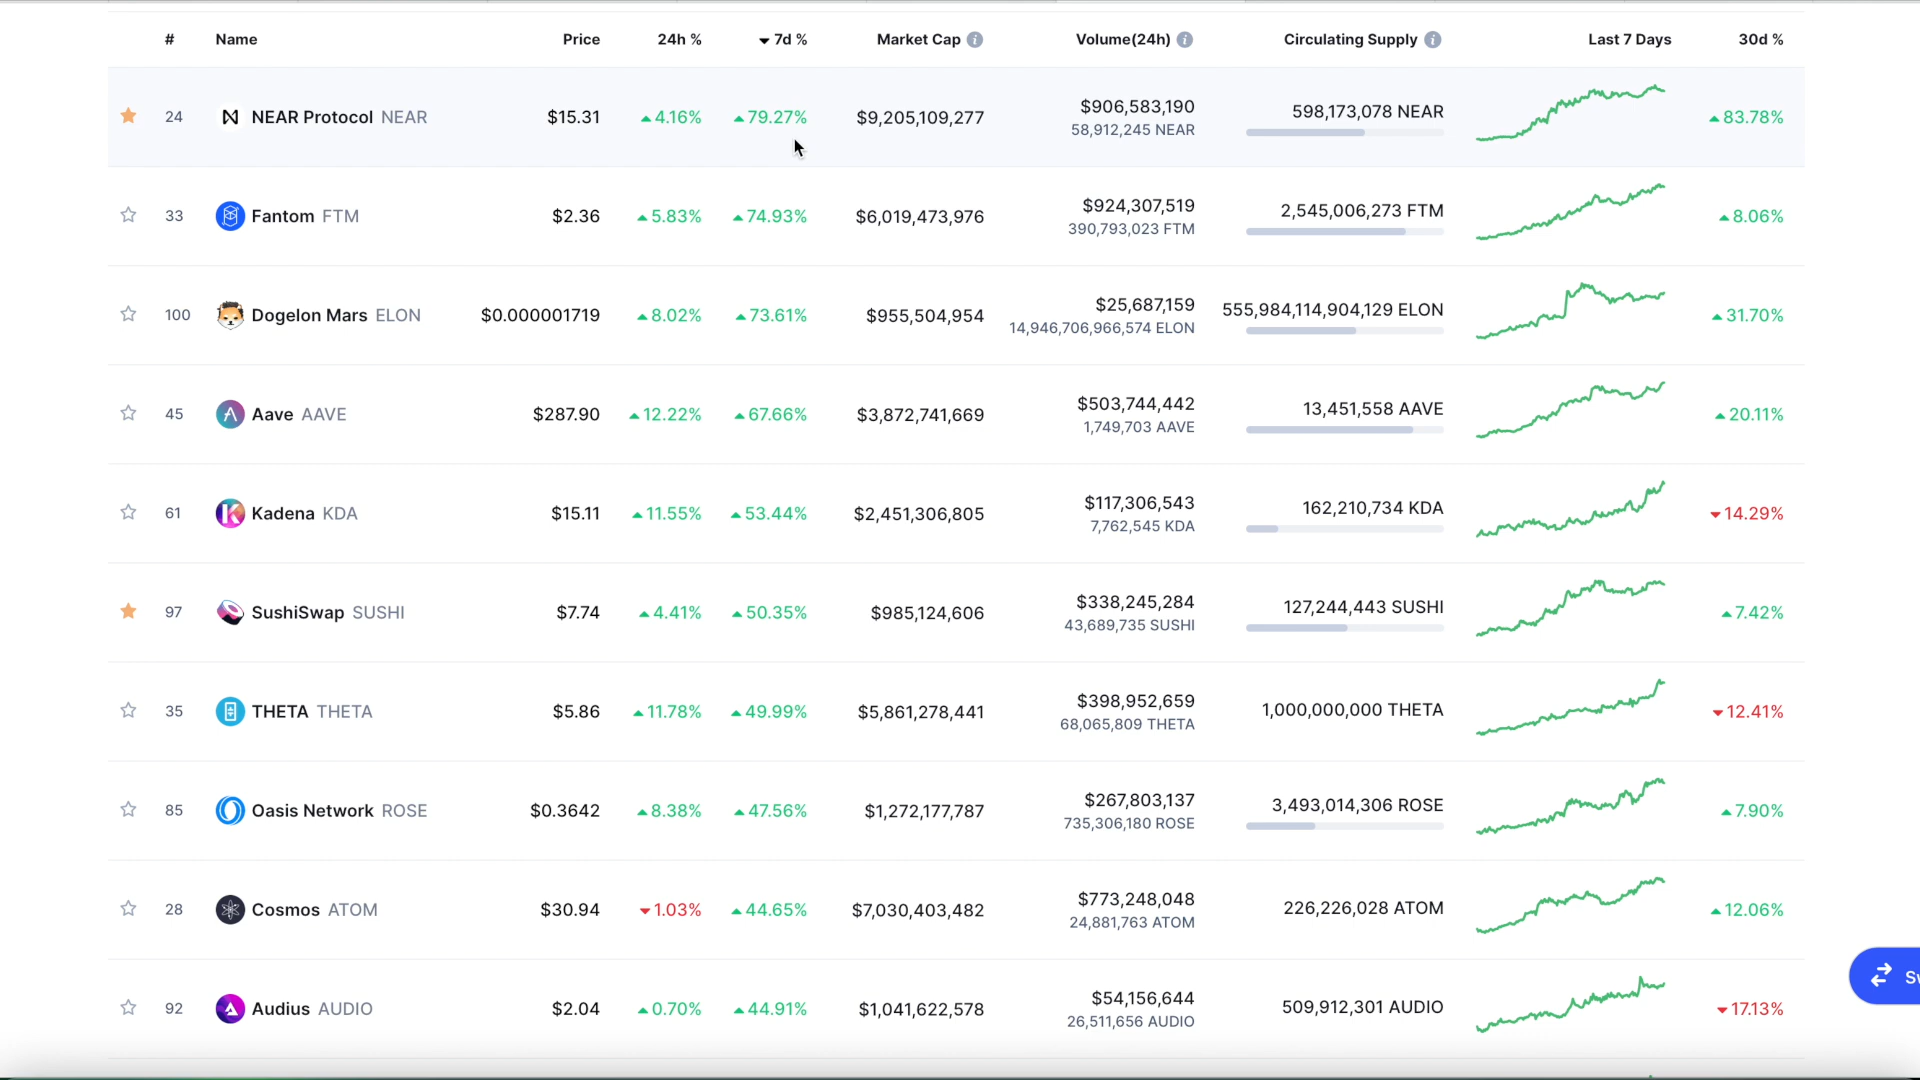 # Name Price 24h % 7d % Market Cap Volume(24h) Circulating Supply Last 7 Days 30d %
24 NEAR Protocol NEAR $15.31 4.16% 79.27% $9,205,109,277 $906,583,190 598,173,078 NEAR 83.78%
58,912,245 NEAR
33 Fantom FTM $2.36 5.83% 74.93% $6,019,473,976 $924,307,519 2,545,006,273 FTM 8.06%
390,793,023 FTM
100 Dogelon Mars ELON $0.000001719 8.02% 73.61% $955,504,954 $25,687,159 555,984,114,904,129 ELON 31.70%
14,946,706,966,574 ELON
45 Aave AAVE $287.90 12.22% 67.66% $3,872,741,669 $503,744,442 13,451,558 AAVE 20.11%
1,749,703 AAVE
61 Kadena KDA $15.11 11.55% 53.44% $2,451,306,805 $117,306,543 162,210,734 KDA 14.29%
7,762,545 KDA
97 SushiSwap SUSHI $7.74 4.41% 50.35% $985,124,606 $338,245,284 127,244,443 SUSHI 7.42%
43,689,735 SUSHI
35 THETA THETA $5.86 11.78% 49.99% $5,861,278,441 $398,952,659 1,000,000,000 THETA 12.41%
68,065,809 THETA
85 Oasis Network ROSE $0.3642 8.38% 47.56% $1,272,177,787 $267,803,137 3,493,014,306 ROSE 7.90%
735,306,180 ROSE
28 Cosmos ATOM $30.94 1.03% 44.65% $7,030,403,482 $773,248,048 226,226,028 ATOM 12.06%
24,881,763 ATOM
92 Audius AUDIO $2.04 0.70% 44.91% $1,041,622,578 $54,156,644 509,912,301 AUDIO 17.13%
26,511,656 AUDIO